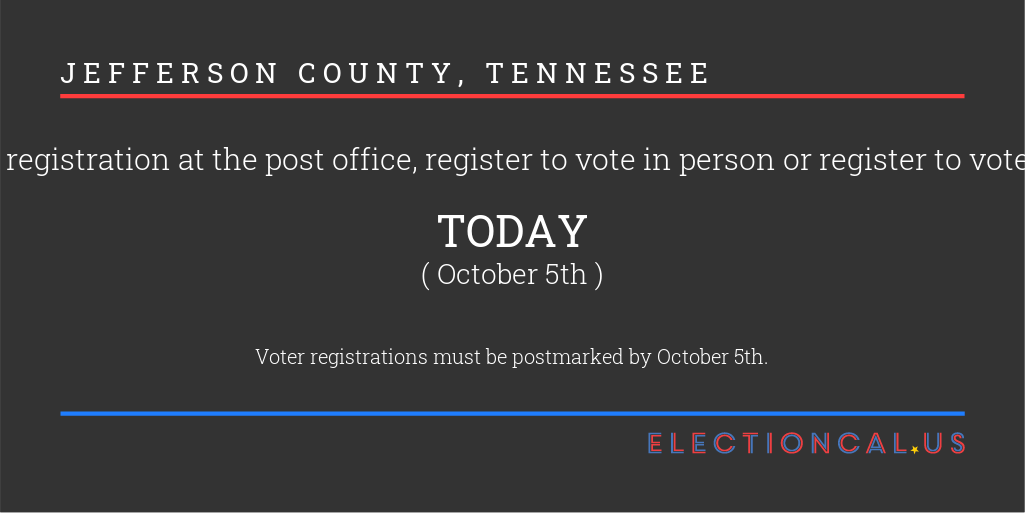 JEFFERSON COUNTY, TENNESSEE
registration at the post office, register to vote in person or register to vote
TODAY
( October 5th )
Voter registrations must be postmarked by October 5th.
ELECTIONCAL.US